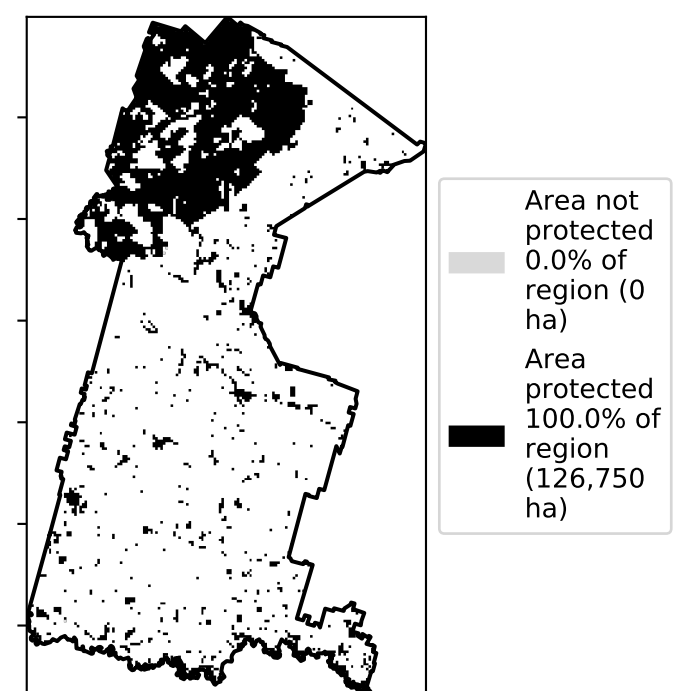 Area not
protected
0.0% of
region (0
ha)
Area
protected
100.0% of
region
(126,750
ha)